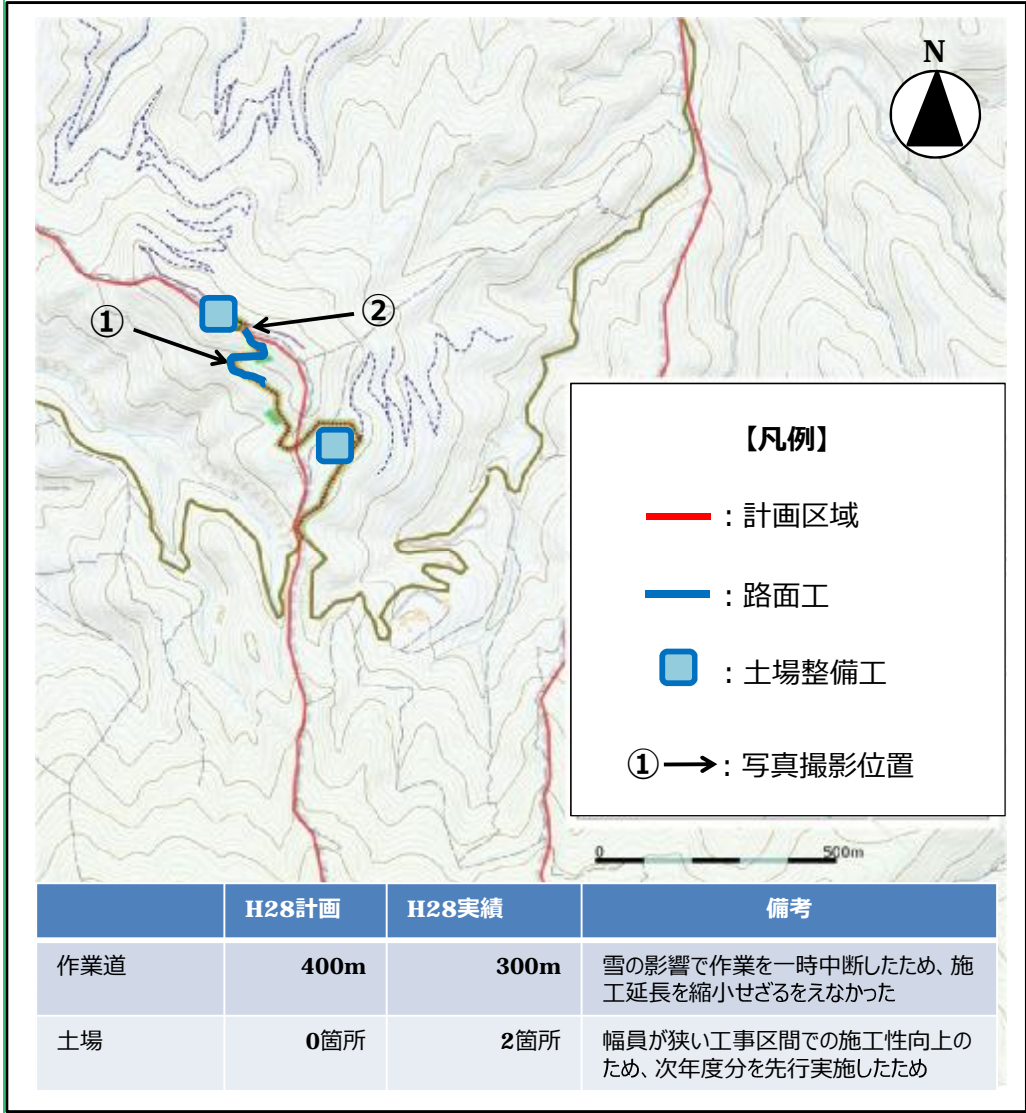 N
①
②
【凡例】
：計画区域
：路面工
：土場整備工
①：写真撮影位置
0 500m
H28計画 H28実績 備考
作業道 400m 300m 雪の影響で作業を一時中断したため、施
工延長を縮小せざるをえなかった
土場 0箇所 2箇所 幅員が狭い工事区間での施工性向上の
ため、次年度分を先行実施したため